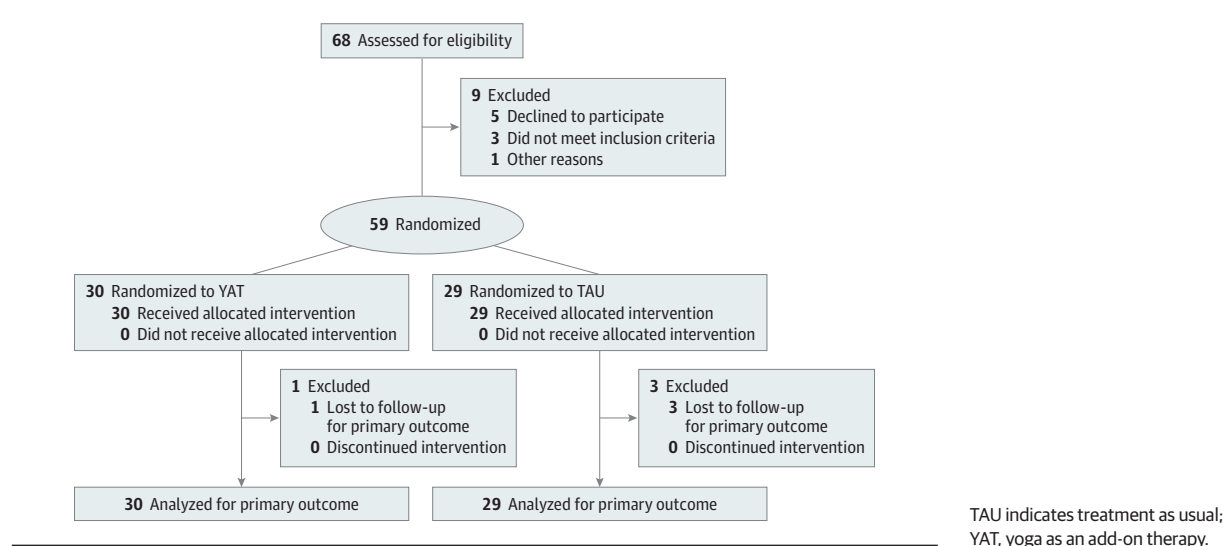 68 Assessed for eligibility
9 Excluded
5 Declined to participate
3 Did not meet inclusion criteria
1 Other reasons
59 Randomized
30 Randomized to YAT
30 Received allocated intervention
0 Did not receive allocated intervention
29 Randomized to TAU
29 Received allocated intervention
0 Did not receive allocated intervention
1 Excluded
1 Lost to follow-up
for primary outcome
0 Discontinued intervention
3 Excluded
3 Lost to follow-up
for primary outcome
0 Discontinued intervention
30 Analyzed for primary outcome
29 Analyzed for primary outcome
TAU indicates treatment as usual;
YAT, yoga as an add-on therapy.